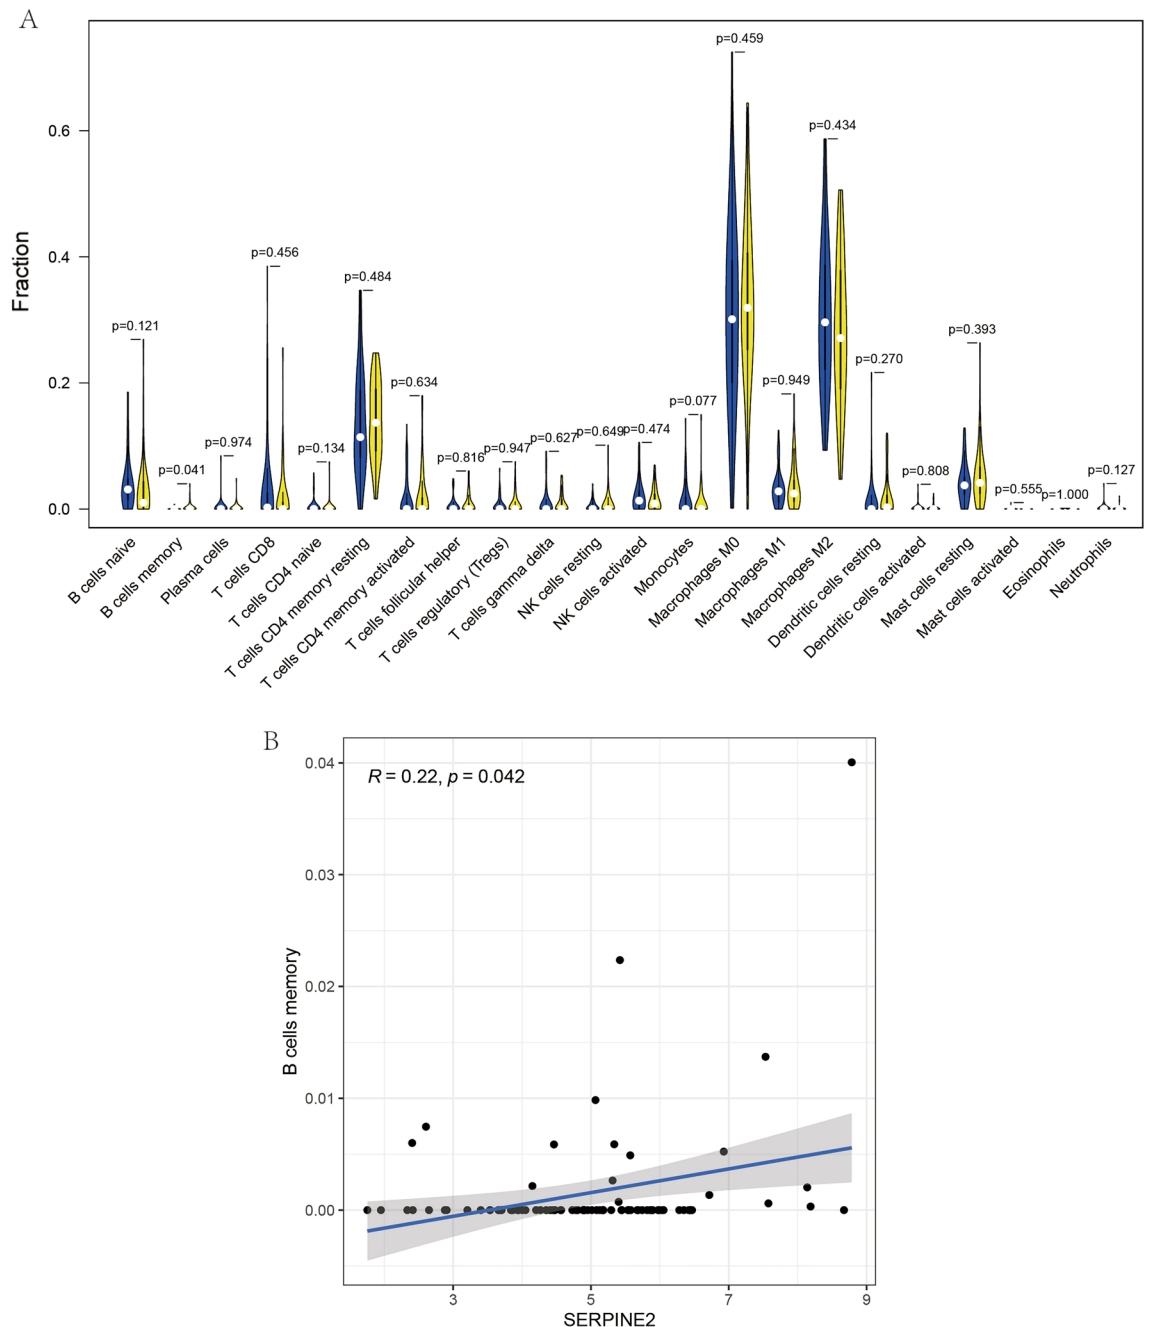 A
p=0.459
0.6
p=0.434
0.4
p=0.456
p=0.484
p=0.121
p=0.393
p=0.270
0.2
p=0.634
p=0.949
p=0.077
p=0.974
p=0.041
p=0.134
p=0.816
p=0.947
p=0.627
p=0.649
p=0.474
p=0.808
p=0.555
p=1.000
p=0.127
0.0
Fraction
B cells naive
B cells memory
Plasma cells
T cells CD8
T cells CD4 naive
T cells CD4 memory resting
T cells CD4 memory activated
T cells follicular helper
T cells regulatory (Tregs)
T cells gamma delta
NK cells resting
NK cells activated
Monocytes
Macrophages M0
Macrophages M1
Macrophages M2
Dendritic cells resting
Dendritic cells activated
Mast cells resting
Mast cells activated
Eosinophils
Neutrophils
B
R = 0.22, p = 0.042
0.04
0.03
0.02
0.01
0.00
B cells memory
3 5 7 9
SERPINE2